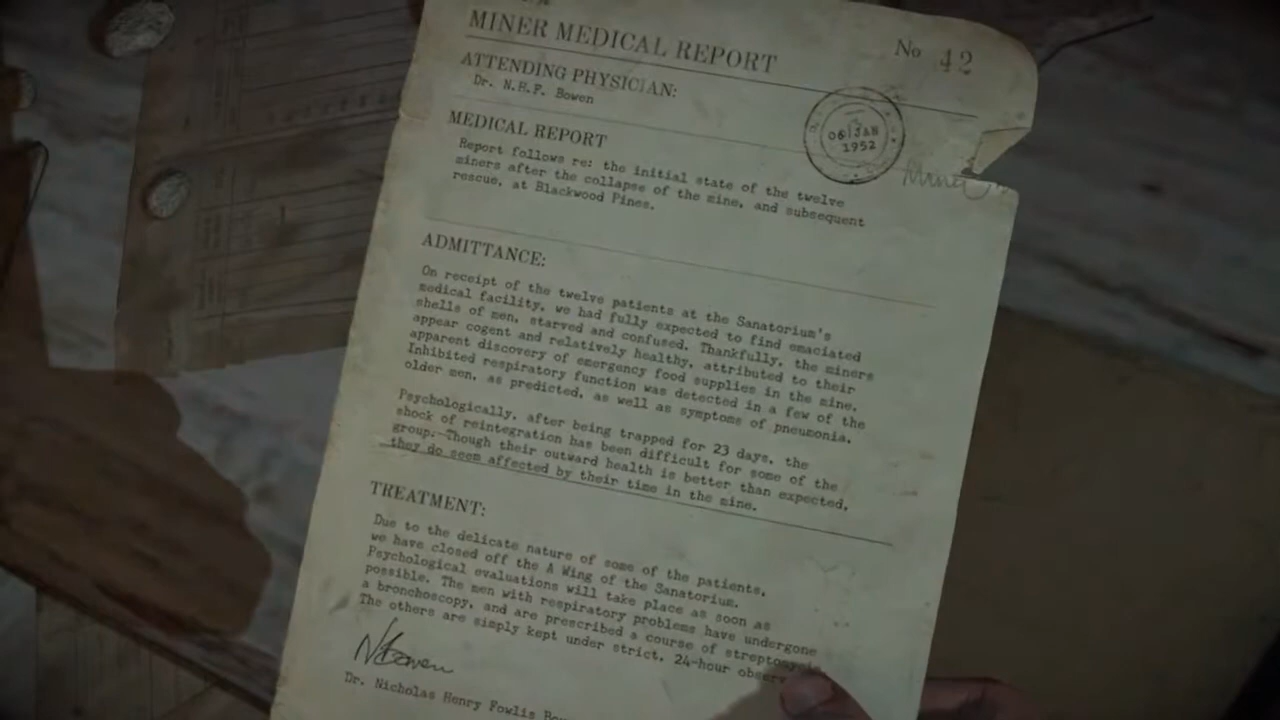 MINER MEDICAL REPORT
No 42
ATTENDING PHYSICIAN:
Dr. N.H.F. Bowen
06 JAN
1952
MEDICAL REPORT
Report follows re: the initial state of the twelve
miners after the collapse of the mine, and subsequent
rescue, at Blackwood Pines.
ADMITTANCE:
On receipt of the twelve patients at the Sanatorium's
medical facility, we had fully expected to find emaciated
shells of men, starved and confused. Thankfully, the miners
appear cogent and relatively healthy, attributed to their
apparent discovery of emergency food supplies in the mine.
Inhibited respiratory function was detected in a few of the
older men, as predicted, as well as symptoms of pneumonia.
Psychologically, after being trapped for 23 days, the
shock of reintegration has been difficult for some of the
group. Though their outward health is better than expected,
they do seem affected by their time in the mine.
TREATMENT:
Due to the delicate nature of some of the patients,
we have closed off the A Wing of the Sanatorium.
Psychological evaluations will take place as soon as
possible. The men with respiratory problems have undergone
a bronchoscopy, and are prescribed a course of streptomycin
The others are simply kept under strict, 24-hour obser
NBowen
Dr. Nicholas Henry Fowlis Bow